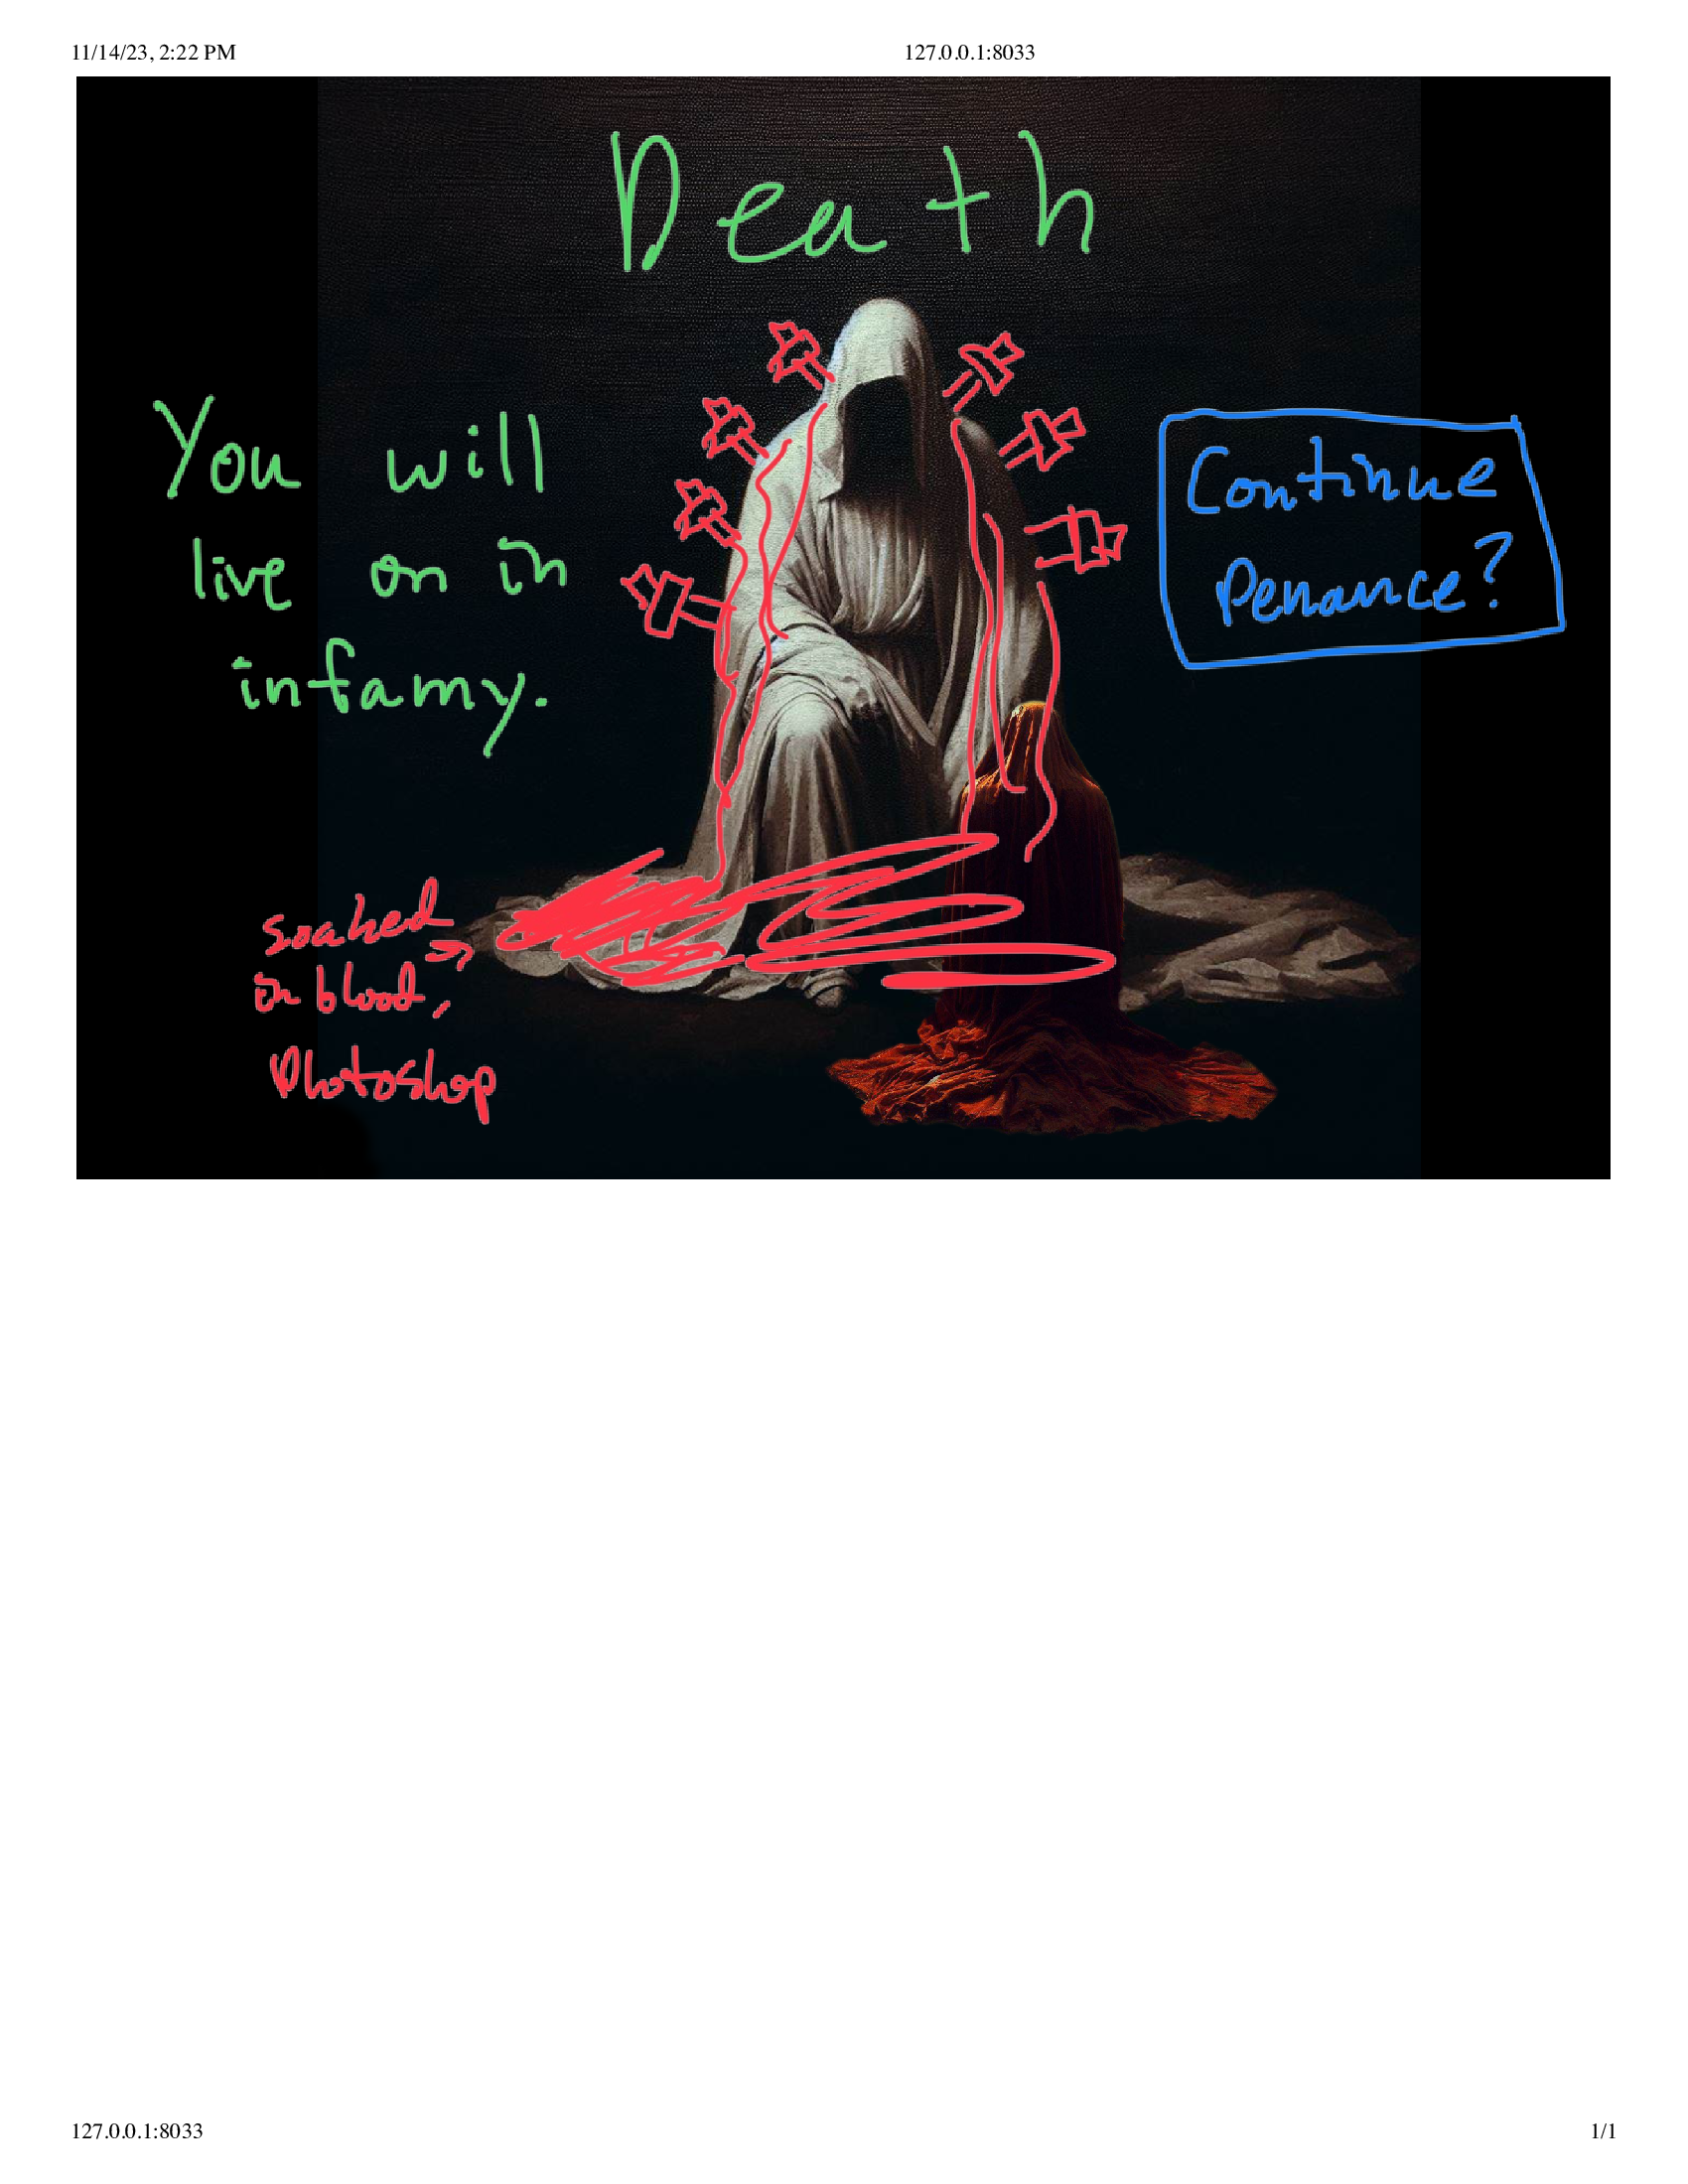 11/14/23, 2:22 PM 127.0.0.1:8033
Death
You will
live on in
infamy.
Continue
Penance?
Soaked
in blood,
Photoshop
127.0.0.1:8033 1/1